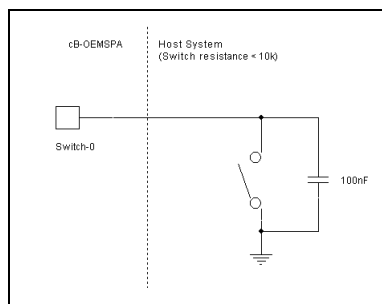 cB-OEMSPA
Host System
(Switch resistance < 10k)
Switch-0
100nF